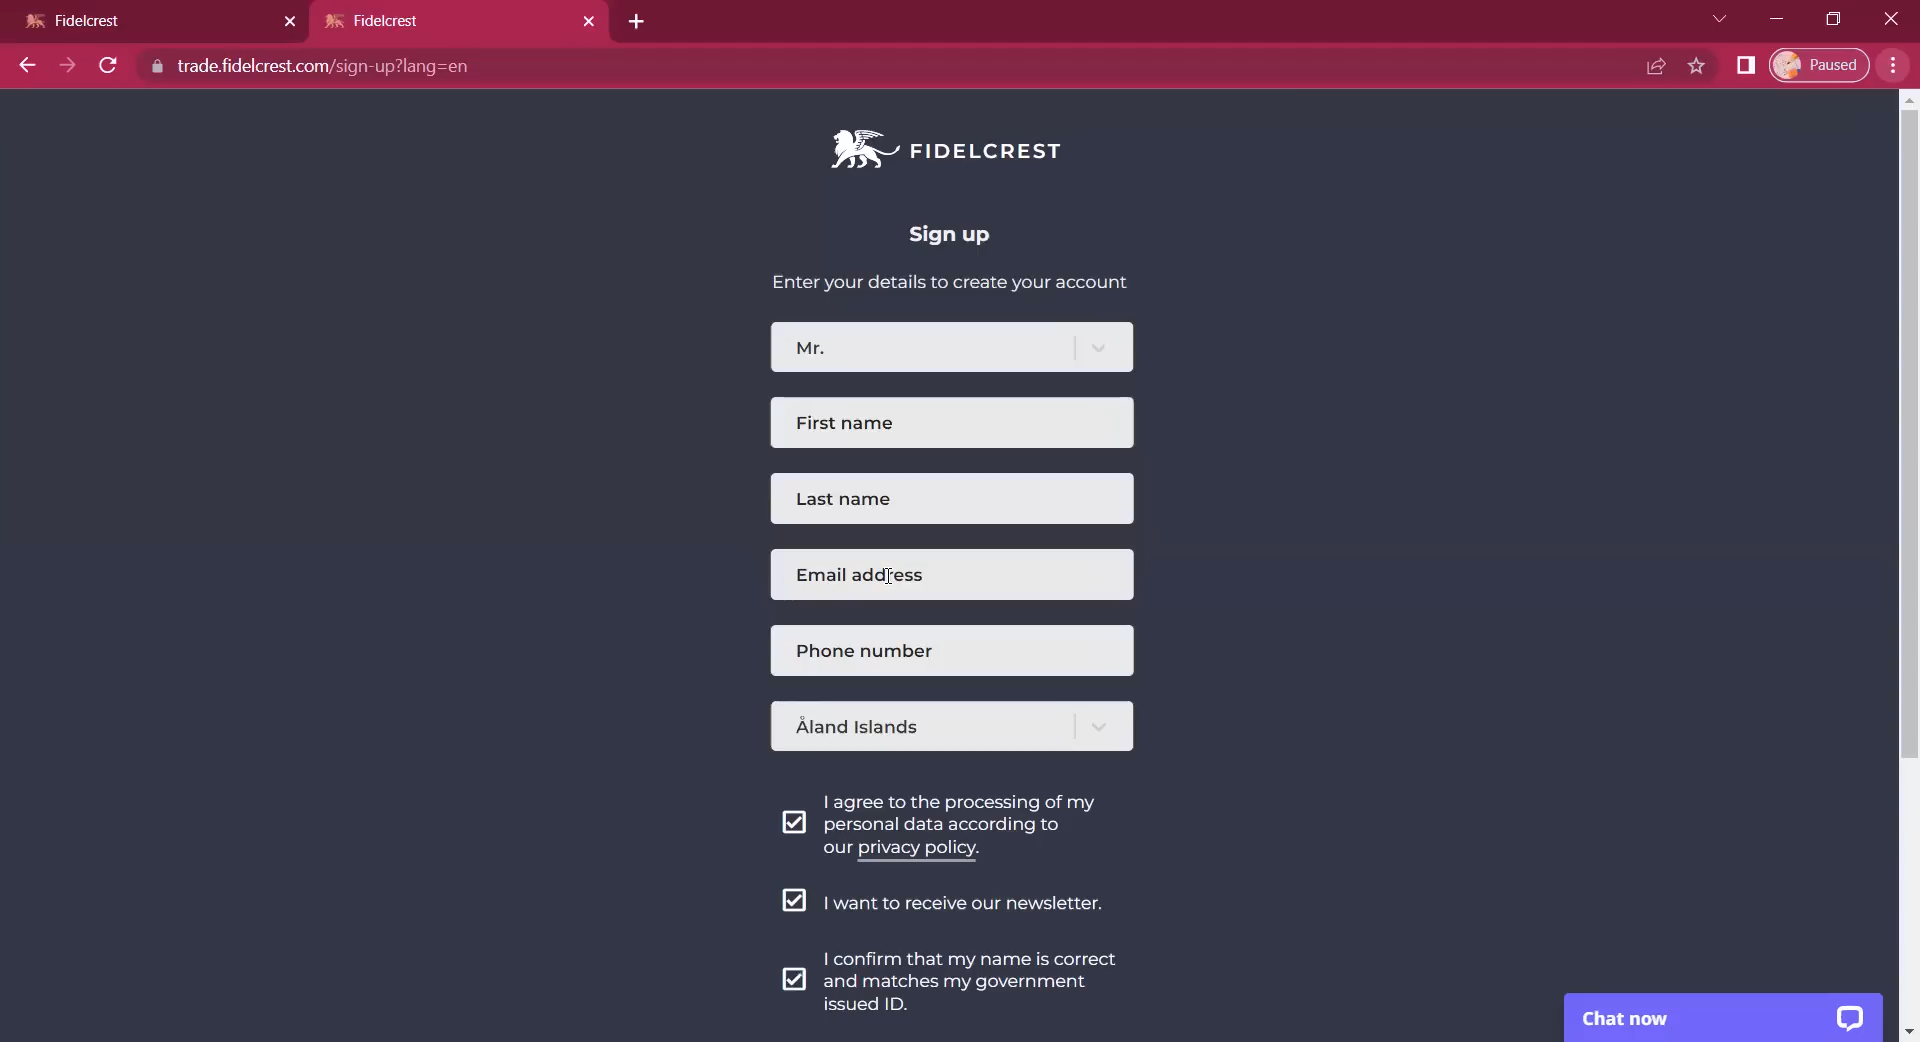 Fidelcrest
Fidelcrest
trade.fidelcrest.com/sign-up?lang=en
Paused
FIDELCREST
Sign up
Enter your details to create your account
Mr.
First name
Last name
Email address
Phone number
Åland Islands
I agree to the processing of my
personal data according to
our privacy policy.
I want to receive our newsletter.
I confirm that my name is correct
and matches my government
issued ID.
Chat now